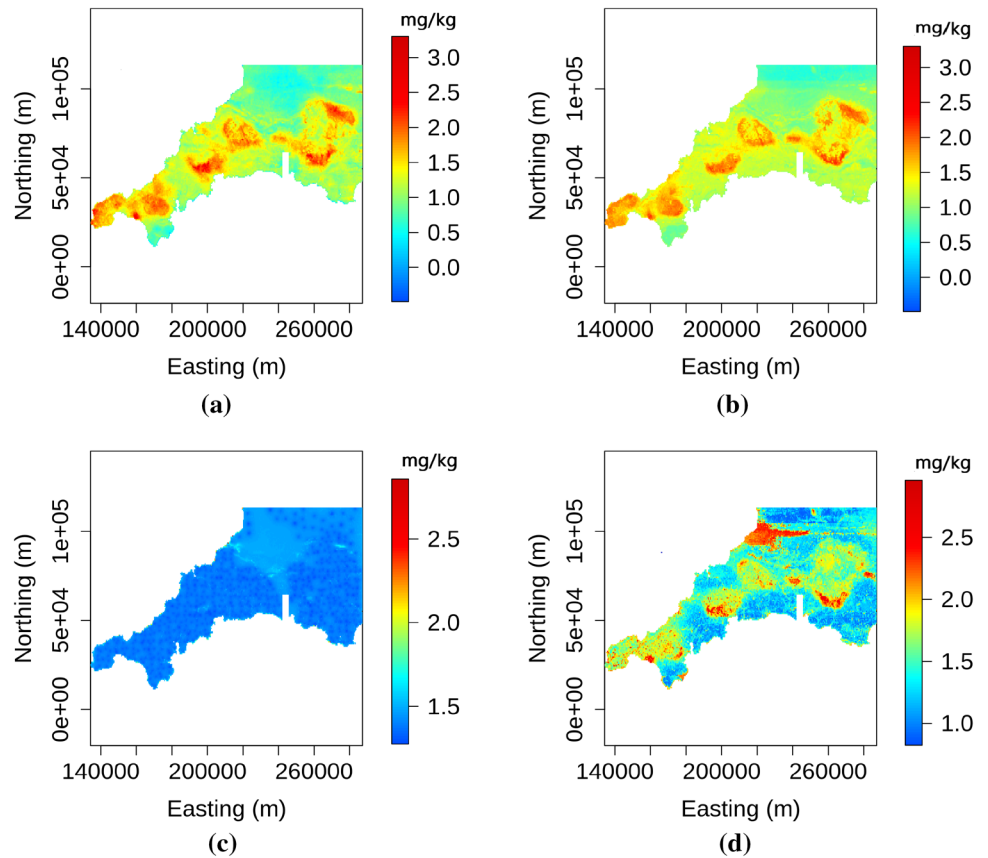 mg/kg
3.0
2.5
2.0
1.5
1.0
0.5
0.0
Northing (m)
0e+00 5e+04 1e+05
140000 200000 260000
Easting (m)
(a)
mg/kg
3.0
2.5
2.0
1.5
1.0
0.5
0.0
Northing (m)
0e+00 5e+04 1e+05
140000 200000 260000
Easting (m)
(b)
mg/kg
2.5
2.0
1.5
Northing (m)
0e+00 5e+04 1e+05
140000 200000 260000
Easting (m)
(c)
mg/kg
2.5
2.0
1.5
1.0
Northing (m)
0e+00 5e+04 1e+05
140000 200000 260000
Easting (m)
(d)